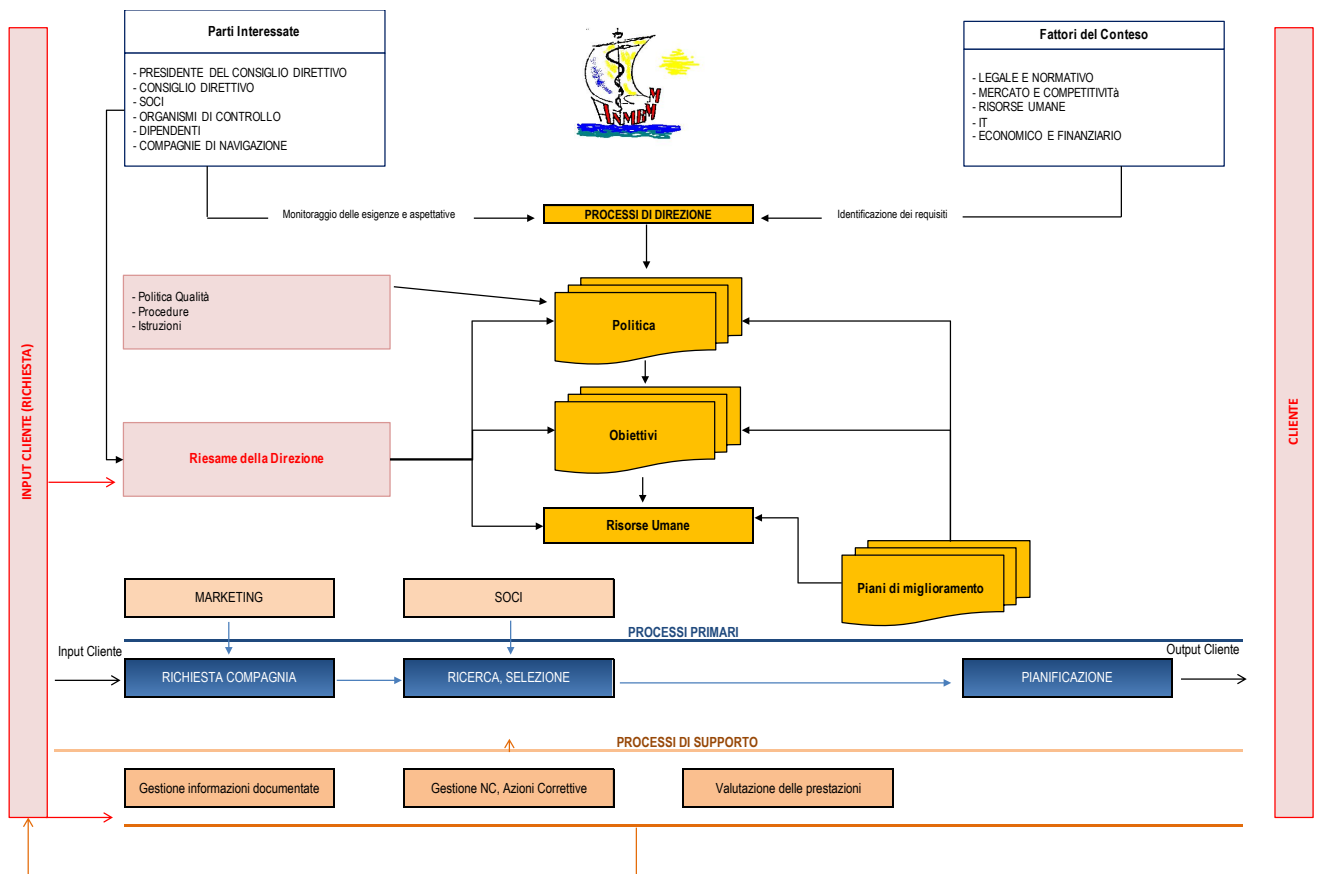 Parti Interessate
- PRESIDENTE DEL CONSIGLIO DIRETTIVO
- CONSIGLIO DIRETTIVO
- SOCI
- ORGANISMI DI CONTROLLO
- DIPENDENTI
- COMPAGNIE DI NAVIGAZIONE
ANMBM
M
Fattori del Conteso
- LEGALE E NORMATIVO
- MERCATO E COMPETITIVITà
- RISORSE UMANE
- IT
- ECONOMICO E FINANZIARIO
Monitoraggio delle esigenze e aspettative
PROCESSI DI DIREZIONE
Identificazione dei requisiti
- Politica Qualità
- Procedure
- Istruzioni
Politica
INPUT CLIENTE (RICHIESTA)
CLIENTE
Obiettivi
Riesame della Direzione
Risorse Umane
Piani di miglioramento
MARKETING
SOCI
PROCESSI PRIMARI
Input Cliente
Output Cliente
RICHIESTA COMPAGNIA
RICERCA, SELEZIONE
PIANIFICAZIONE
PROCESSI DI SUPPORTO
Gestione informazioni documentate
Gestione NC, Azioni Correttive
Valutazione delle prestazioni